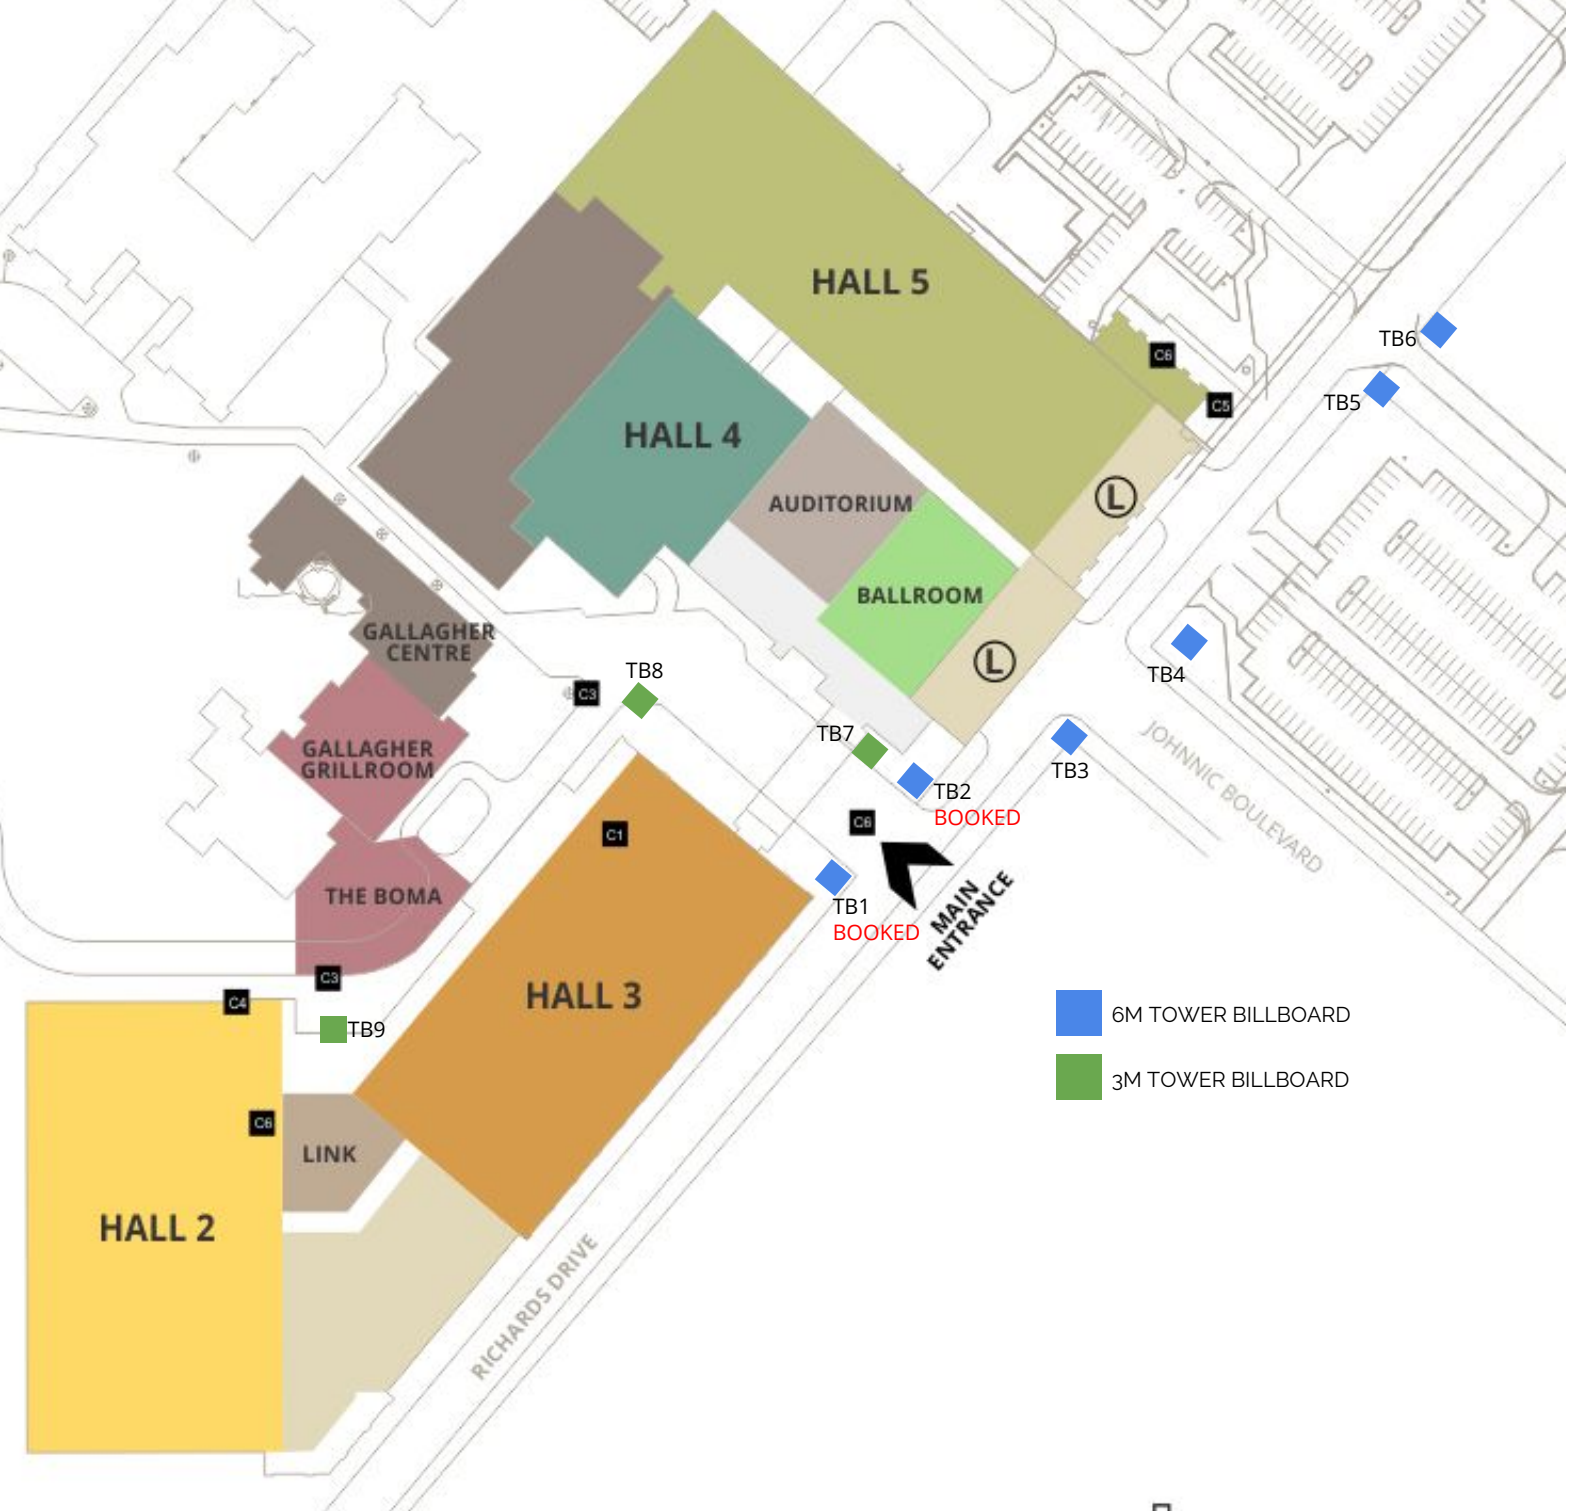 HALL 5
TB6
C6
TB5
C5
HALL 4
L
AUDITORIUM
BALLROOM
GALLAGHER
CENTRE
L
TB8
C3
TB4
TB7
TB3
JOHNNIC BOULEVARD
GALLAGHER
GRILLROOM
TB2
BOOKED
C6
C1
THE BOMA
TB1
BOOKED
MAIN
ENTRANCE
C3
C4
HALL 3
TB9
6M TOWER BILLBOARD
3M TOWER BILLBOARD
C6
LINK
HALL 2
RICHARDS DRIVE